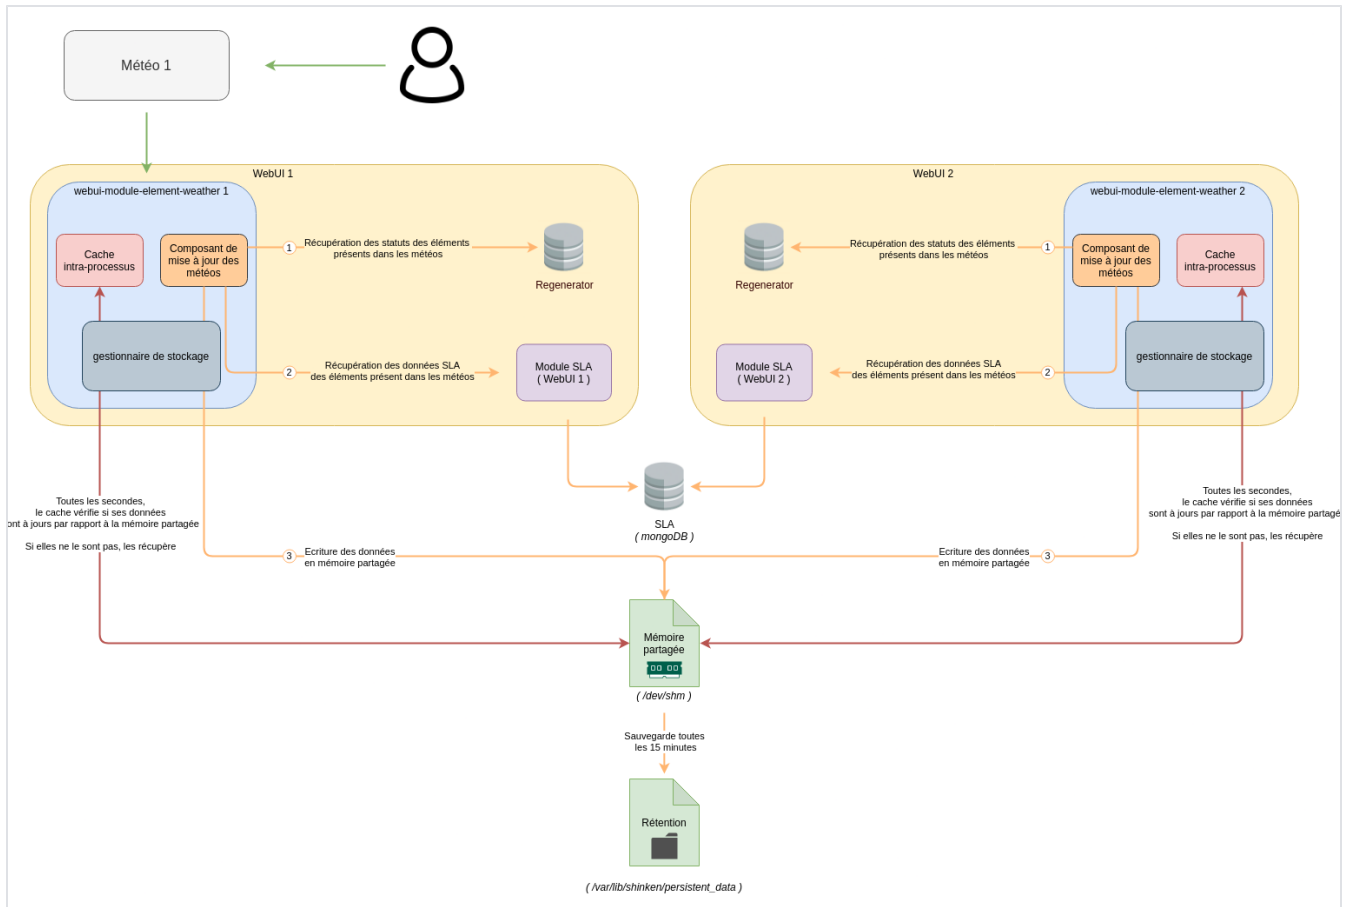 Météo 1
WebUI 1
webui-module-element-weather 1
Cache
intra-processus
Composant de
mise à jour des
météos
1
Récupération des statuts des éléments
présents dans les météos
Regenerator
gestionnaire de stockage
2
Récupération des données SLA
des éléments présent dans les météos
Module SLA
( WebUI 1 )
WebUI 2
webui-module-element-weather 2
Regenerator
Récupération des statuts des éléments
présents dans les météos
1
Composant de
mise à jour des
météos
Cache
intra-processus
Module SLA
( WebUI 2 )
Récupération des données SLA
des éléments présent dans les météos
2
gestionnaire de stockage
SLA
( mongoDB )
Toutes les secondes,
le cache vérifie si ses données
ont à jours par rapport à la mémoire partagée
Si elles ne le sont pas, les récupère
3
Ecriture des données
en mémoire partagée
Ecriture des données
en mémoire partagée
3
Toutes les secondes,
le cache vérifie si ses données
sont à jours par rapport à la mémoire partagé
Si elles ne le sont pas, les récupère
Mémoire
partagée
( /dev/shm )
Sauvegarde toutes
les 15 minutes
Rétention
( /var/lib/shinken/persistent_data )